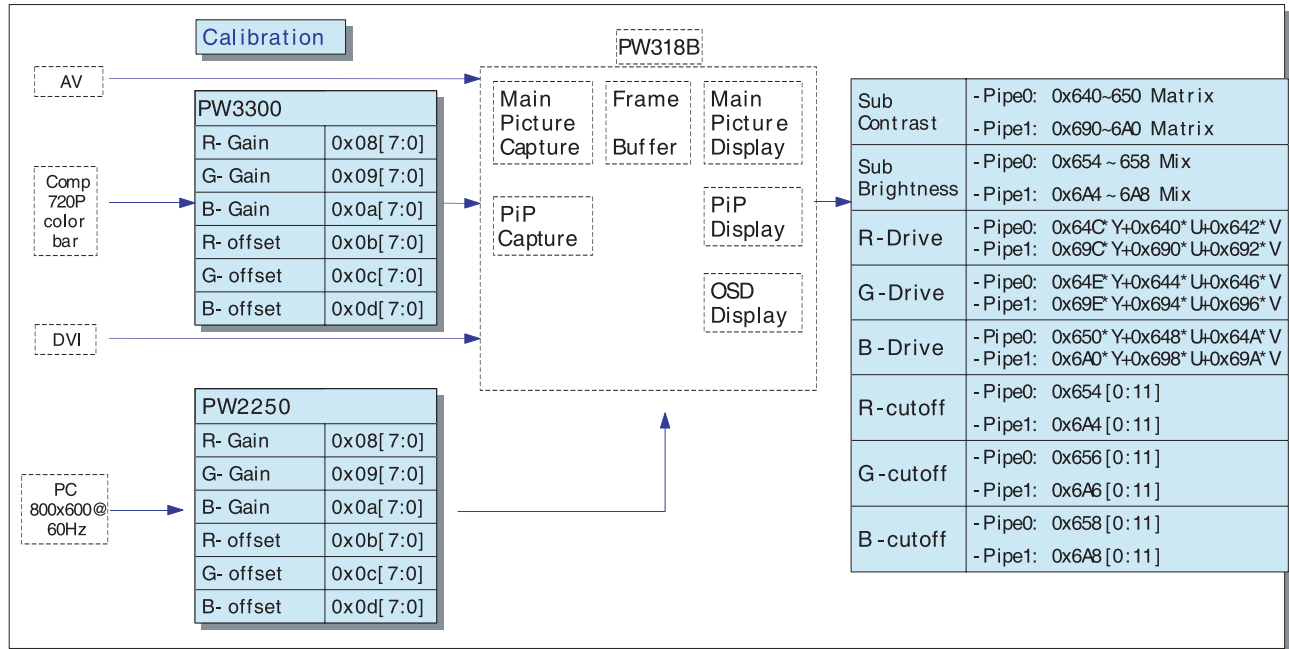 Calibration
AV
PW3300
R- Gain 0x08[7:0]
G- Gain 0x09[7:0]
B- Gain 0x0a[7:0]
R- offset 0x0b[7:0]
G- offset 0x0c[7:0]
B- offset 0x0d[7:0]
Comp
720P
color
bar
DVI
PW2250
R- Gain 0x08[7:0]
G- Gain 0x09[7:0]
B- Gain 0x0a[7:0]
R- offset 0x0b[7:0]
G- offset 0x0c[7:0]
B- offset 0x0d[7:0]
PC
800x600@
60Hz
PW318B
Main
Picture
Capture
Frame
Buffer
Main
Picture
Display
PiP
Capture
PiP
Display
OSD
Display
Sub
Contrast
- Pipe0: 0x640~650 Matrix
- Pipe1: 0x690~6A0 Matrix
Sub
Brightness
- Pipe0: 0x654 ~ 658 Mix
- Pipe1: 0x6A4 ~ 6A8 Mix
R-Drive
- Pipe0: 0x64C*Y+0x640*U+0x642*V
- Pipe1: 0x69C*Y+0x690*U+0x692*V
G-Drive
- Pipe0: 0x64E*Y+0x644*U+0x646*V
- Pipe1: 0x69E*Y+0x694*U+0x696*V
B-Drive
- Pipe0: 0x650*Y+0x648*U+0x64A*V
- Pipe1: 0x6A0*Y+0x698*U+0x69A*V
R-cutoff
- Pipe0: 0x654[0:11]
- Pipe1: 0x6A4[0:11]
G-cutoff
- Pipe0: 0x656[0:11]
- Pipe1: 0x6A6[0:11]
B-cutoff
- Pipe0: 0x658[0:11]
- Pipe1: 0x6A8[0:11]